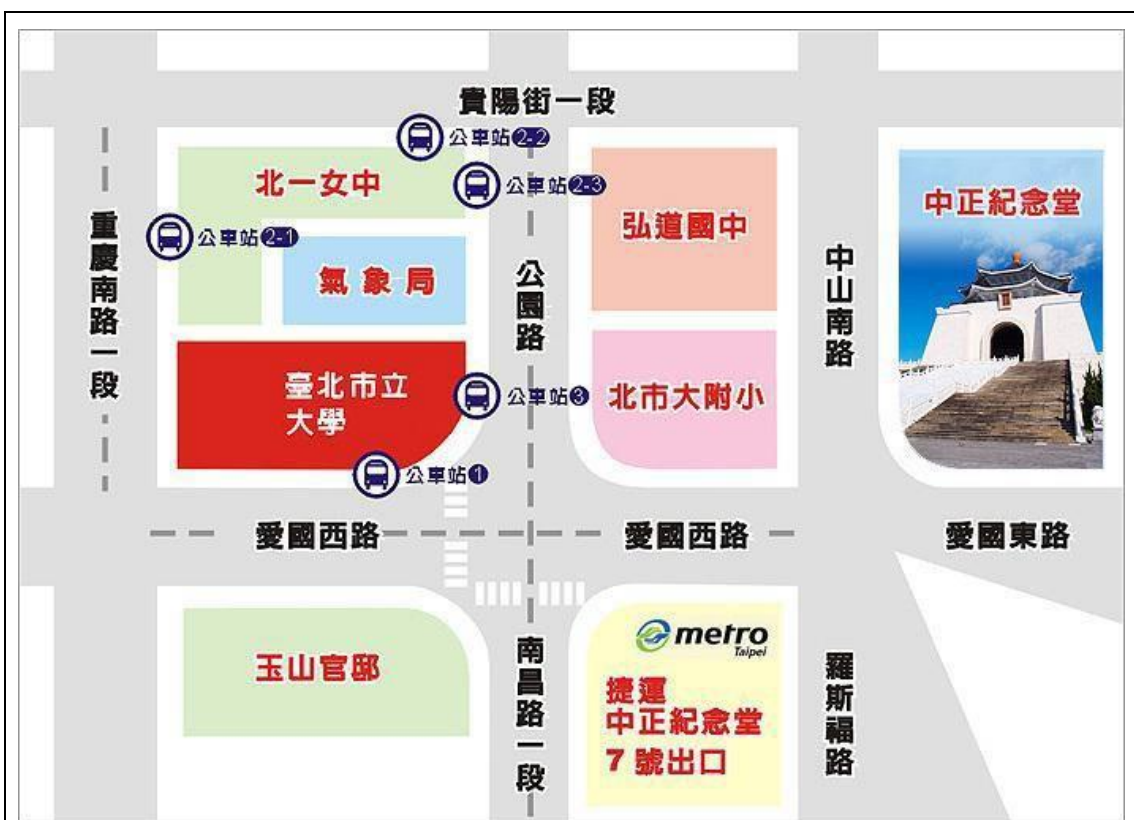 貴陽街一段
公車站2-2
北一女中
公車站2-3
中正紀念堂
弘道國中
重慶南路一段
公車站2-1
氣象局
公園路
中山南路
臺北市立
大學
公車站3
北市大附小
公車站1
愛國西路
愛國西路
愛國東路
玉山官邸
南昌路一段
metro
Taipei
捷運
中正紀念堂
7號出口
羅斯福路